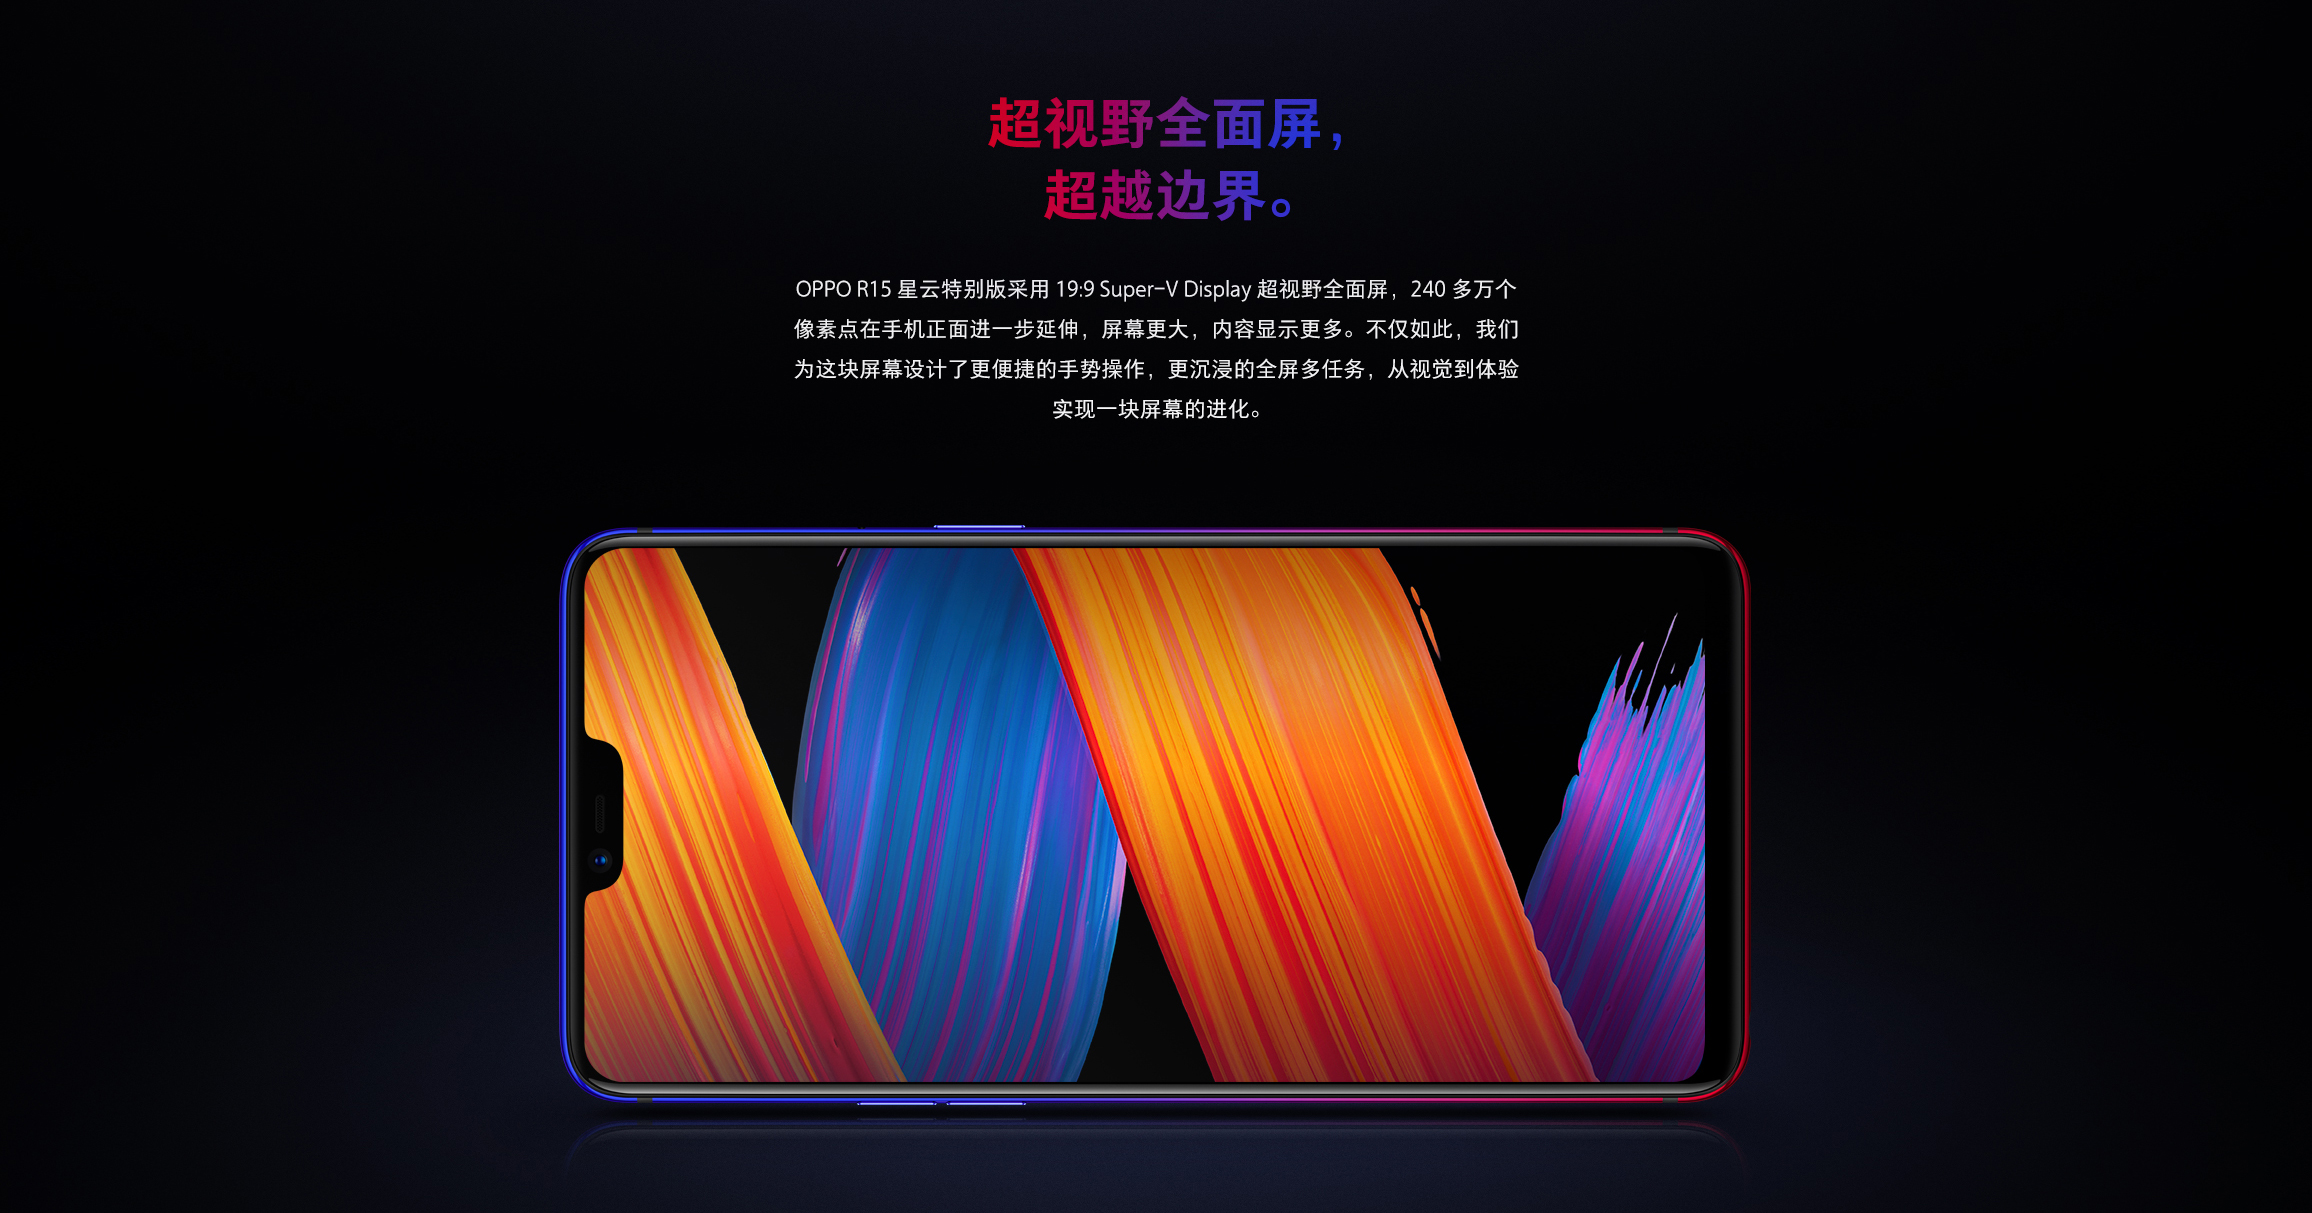 超视野全面屏，
超越边界。
OPPO R15 星云特别版采用 19:9 Super-V Display 超视野全面屏，240 多万个
像素点在手机正面进一步延伸，屏幕更大，内容显示更多。不仅如此，我们
为这块屏幕设计了更便捷的手势操作，更沉浸的全屏多任务，从视觉到体验
实现一块屏幕的进化。